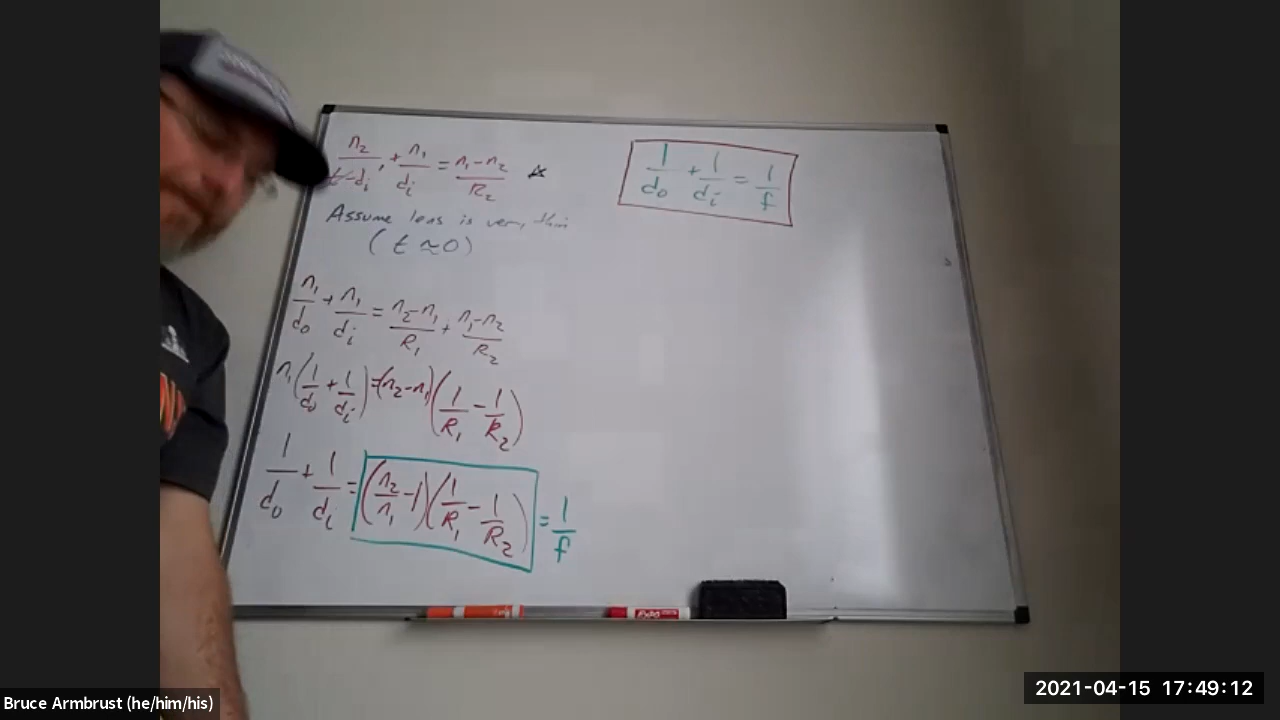 n₂/(t-dᵢ') + n₁/dᵢ = (n₁-n₂)/R₂ *
Assume lens is very thin
(t ≈ 0)
n₁/d₀ + n₁/dᵢ = (n₂-n₁)/R₁ + (n₁-n₂)/R₂
n₁(1/d₀ + 1/dᵢ) = (n₂-n₁)(1/R₁ - 1/R₂)
1/d₀ + 1/dᵢ = (n₂/n₁ - 1)(1/R₁ - 1/R₂) = 1/f
1/d₀ + 1/dᵢ = 1/f
EXPO
Bruce Armbrust (he/him/his)
2021-04-15 17:49:12